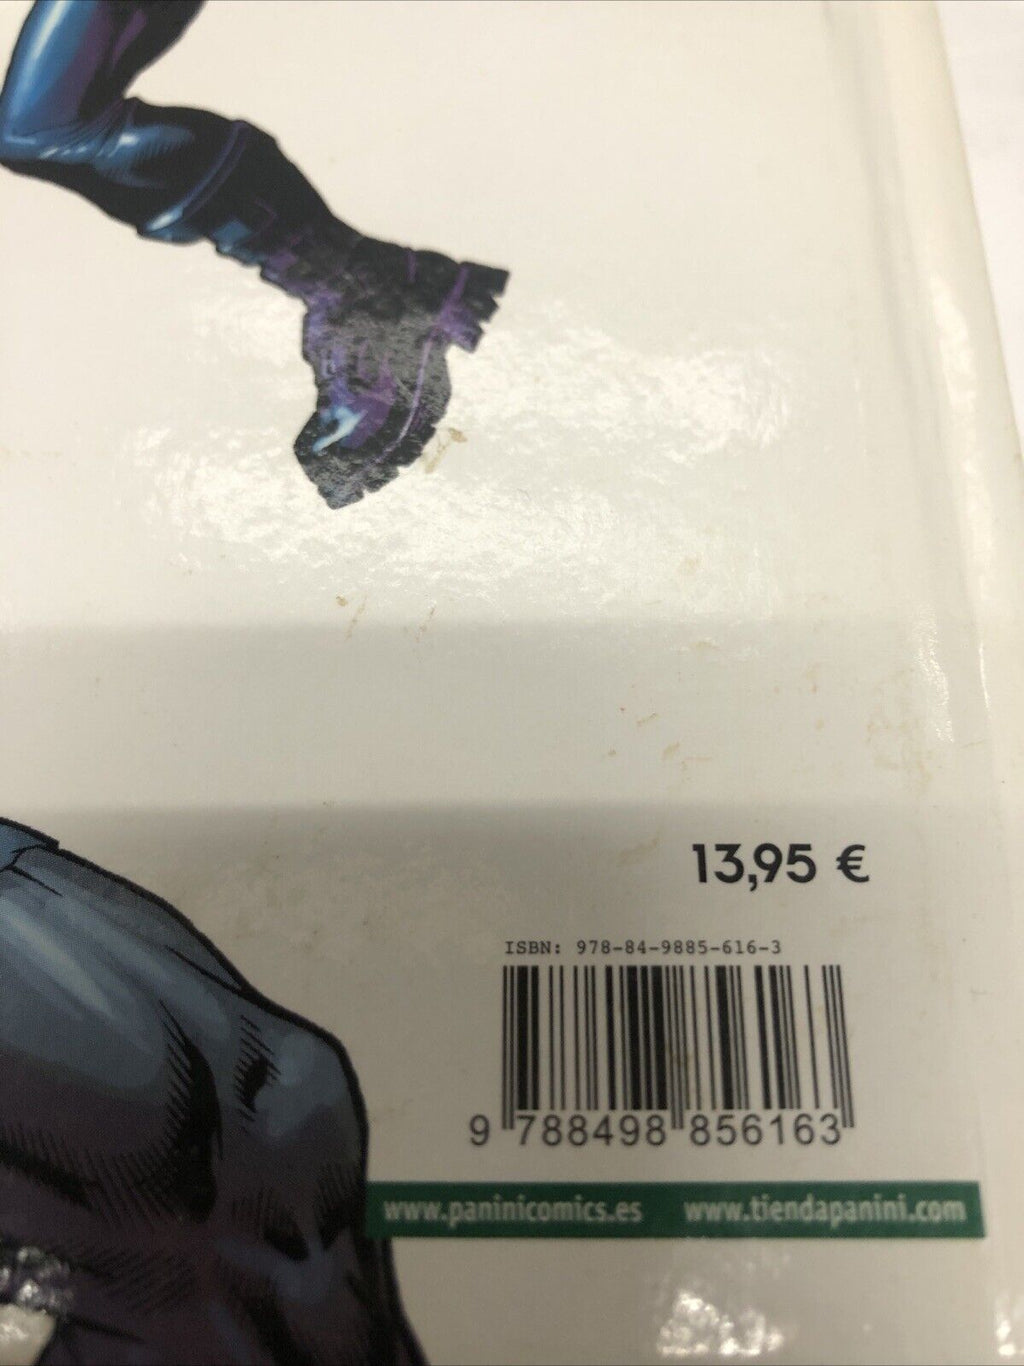 13,95 €
ISBN: 978-84-9885-616-3
9 788498 856163
www.paninicomics.es www.tiendapanini.com